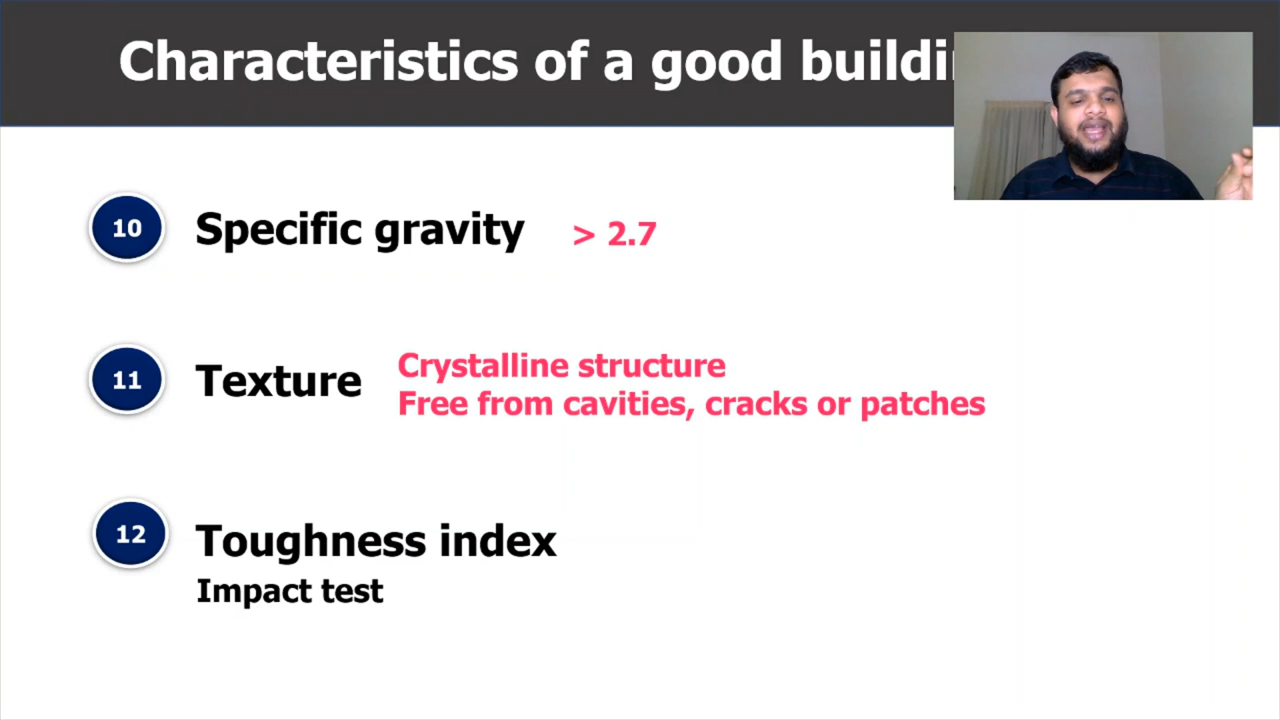 Characteristics of a good
10 Specific gravity > 2.7
11 Texture
Crystalline structure
Free from cavities, cracks or patches
12 Toughness index
Impact test